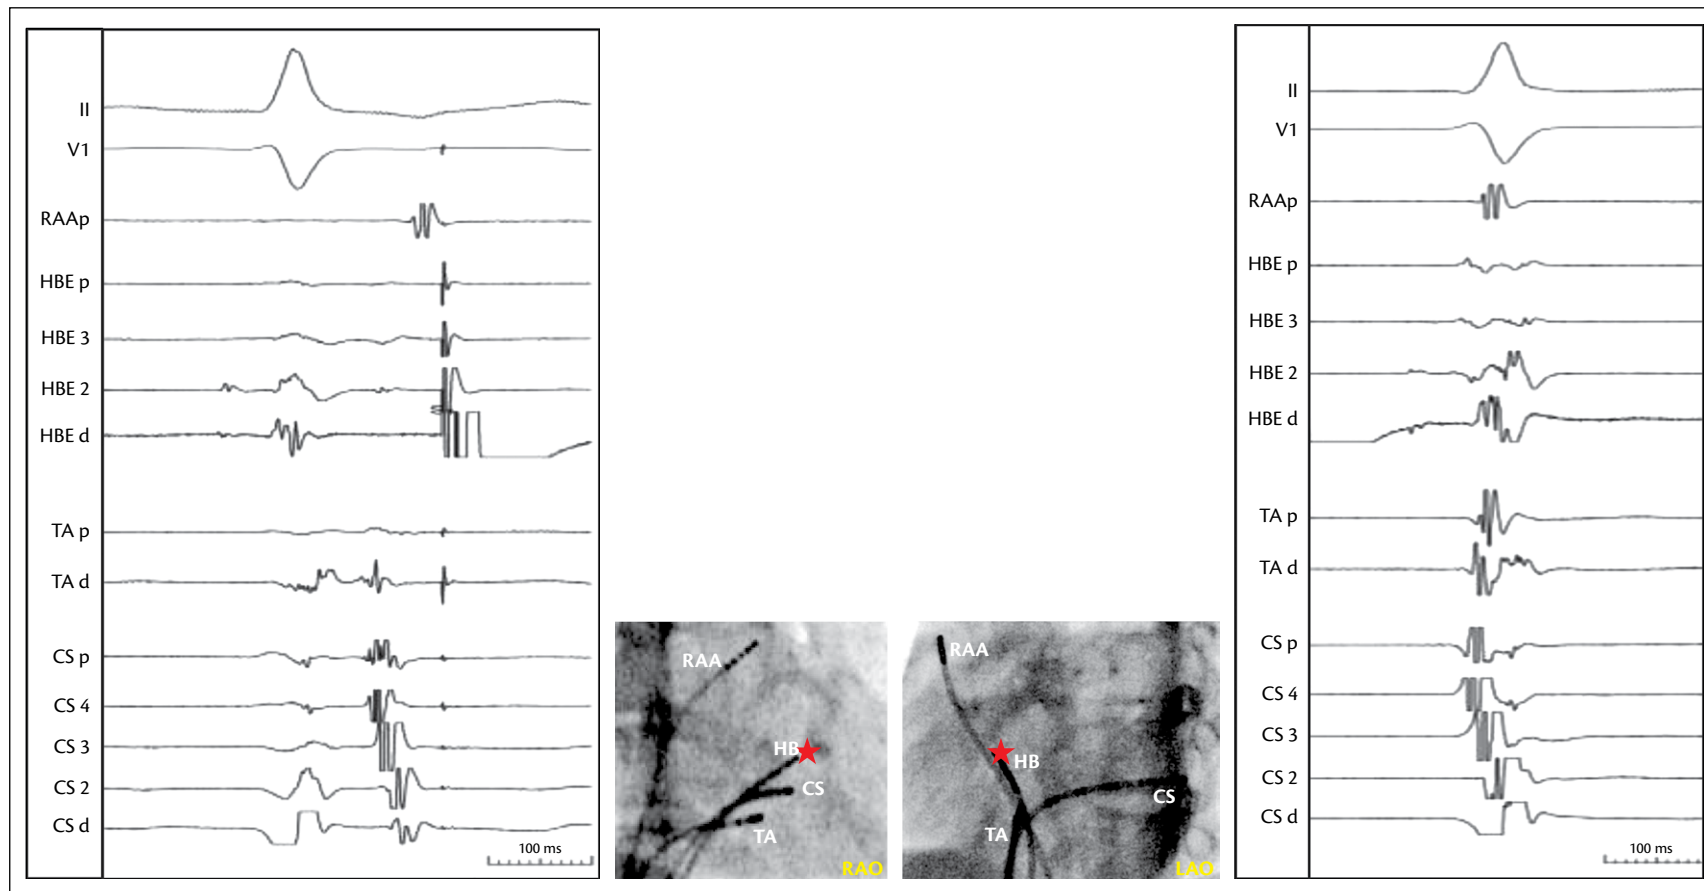 II
V1
RAAp
HBE p
HBE 3
HBE 2
HBE d
TA p
TA d
CS p
CS 4
CS 3
CS 2
CS d
100 ms
RAA
HB
CS
TA
RAO
RAA
HB
CS
TA
LAO
II
V1
RAAp
HBE p
HBE 3
HBE 2
HBE d
TA p
TA d
CS p
CS 4
CS 3
CS 2
CS d
100 ms